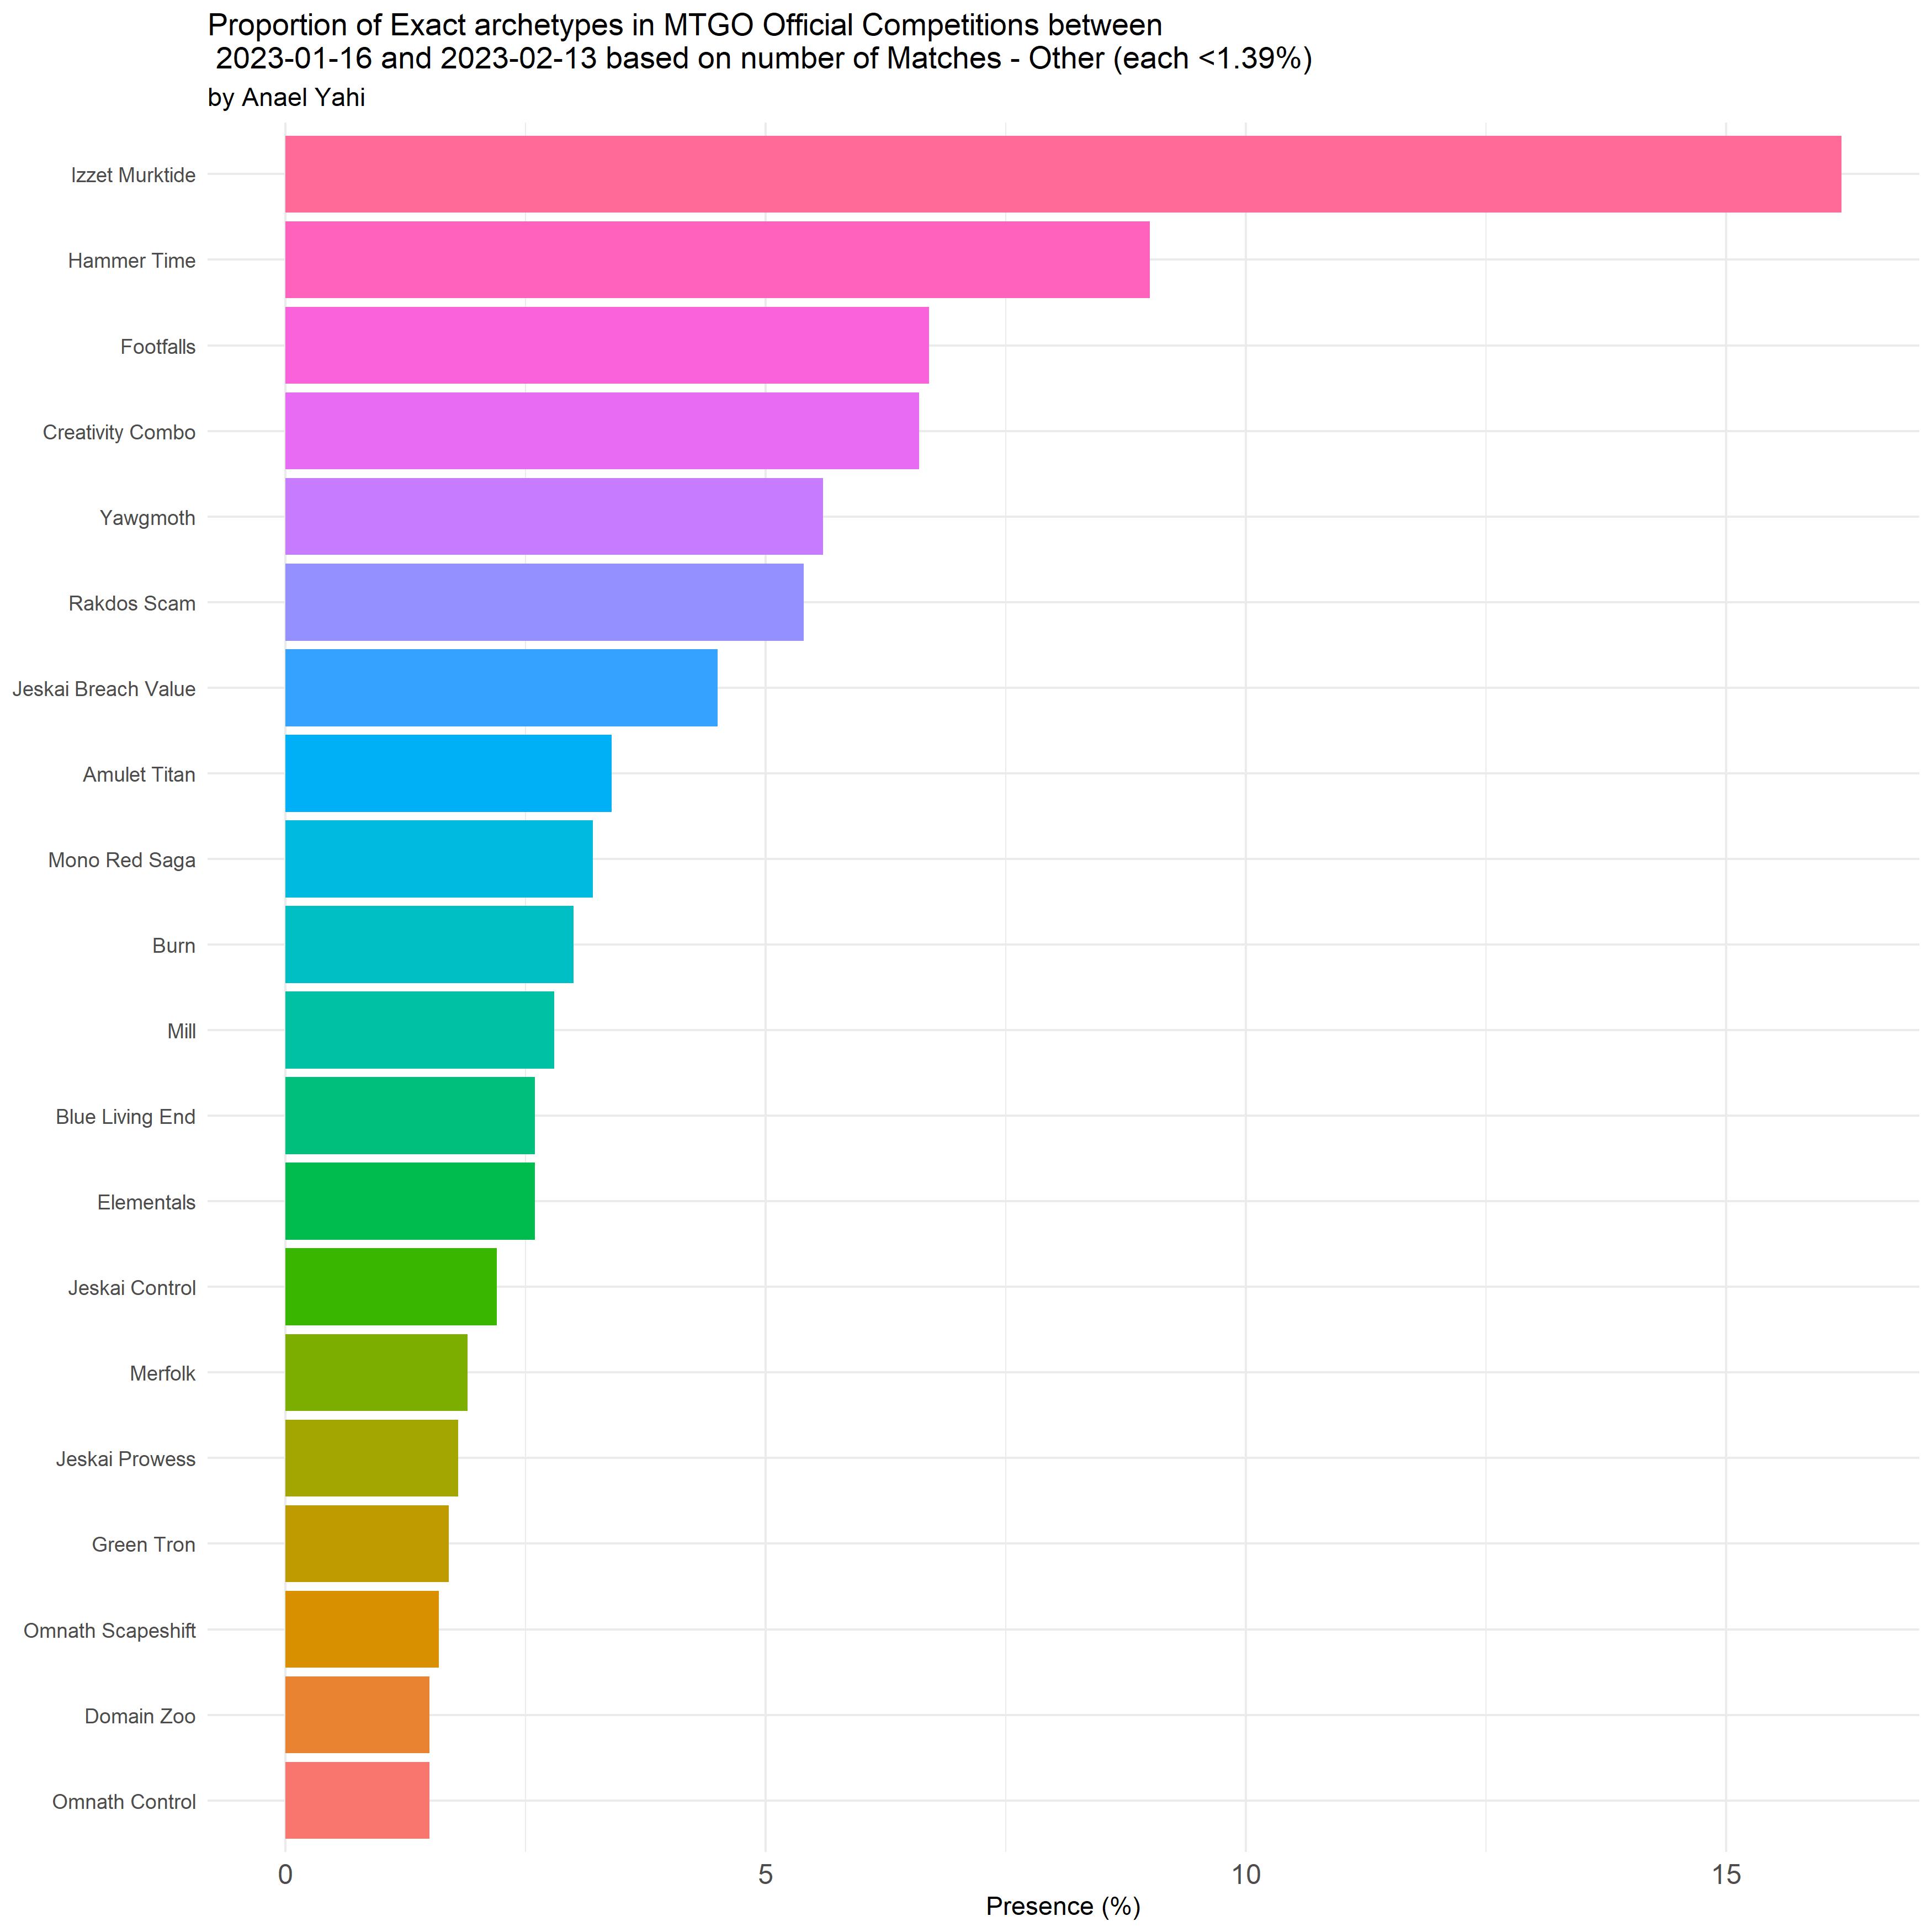 Proportion of Exact archetypes in MTGO Official Competitions between
2023-01-16 and 2023-02-13 based on number of Matches - Other (each <1.39%)
by Anael Yahi
Izzet Murktide
Hammer Time
Footfalls
Creativity Combo
Yawgmoth
Rakdos Scam
Jeskai Breach Value
Amulet Titan
Mono Red Saga
Burn
Mill
Blue Living End
Elementals
Jeskai Control
Merfolk
Jeskai Prowess
Green Tron
Omnath Scapeshift
Domain Zoo
Omnath Control
0 5 10 15
Presence (%)